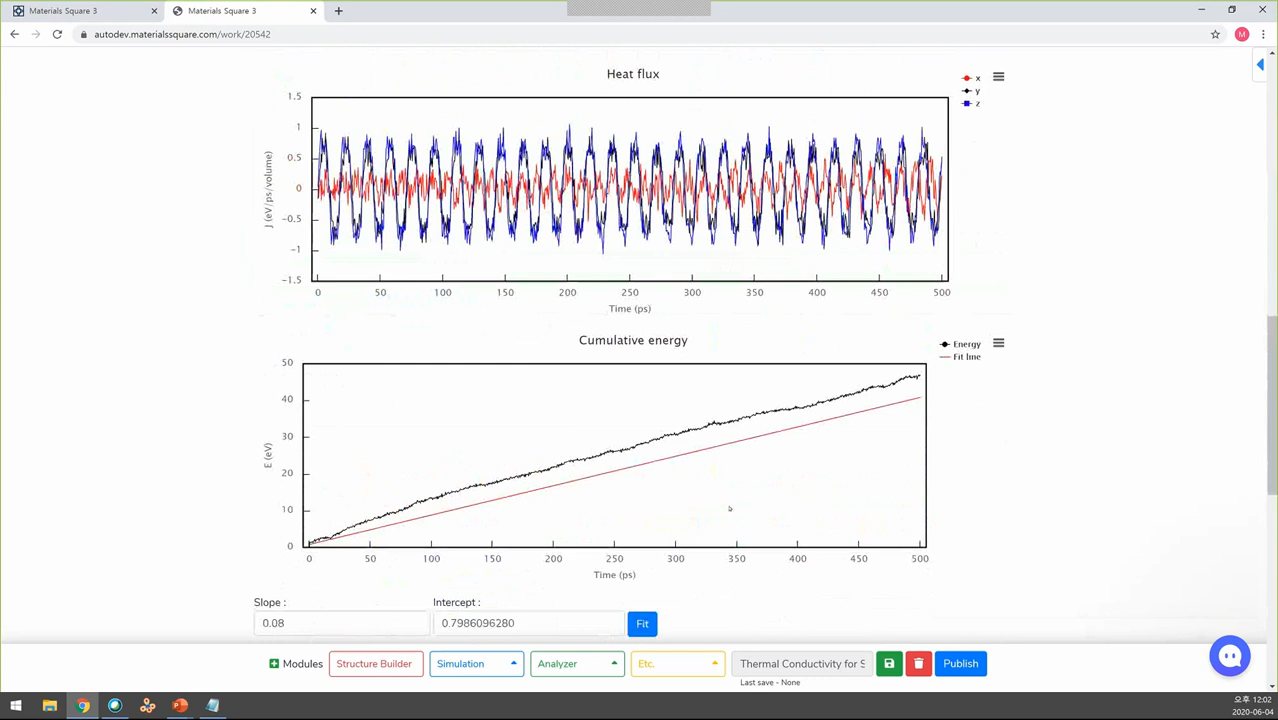 Materials Square 3
Materials Square 3
autodev.materialssquare.com/work/20542
M
Heat flux
x
y
z
1.5
1
0.5
0
−0.5
−1
−1.5
J (eV/ps/volume)
0 50 100 150 200 250 300 350 400 450 500
Time (ps)
Cumulative energy
Energy
Fit line
50
40
30
20
10
0
E (eV)
0 50 100 150 200 250 300 350 400 450 500
Time (ps)
Slope : Intercept :
0.08 0.7986096280 Fit
Modules Structure Builder Simulation Analyzer Etc. Thermal Conductivity for S Publish
Last save - None
오후 12:02
2020-06-04